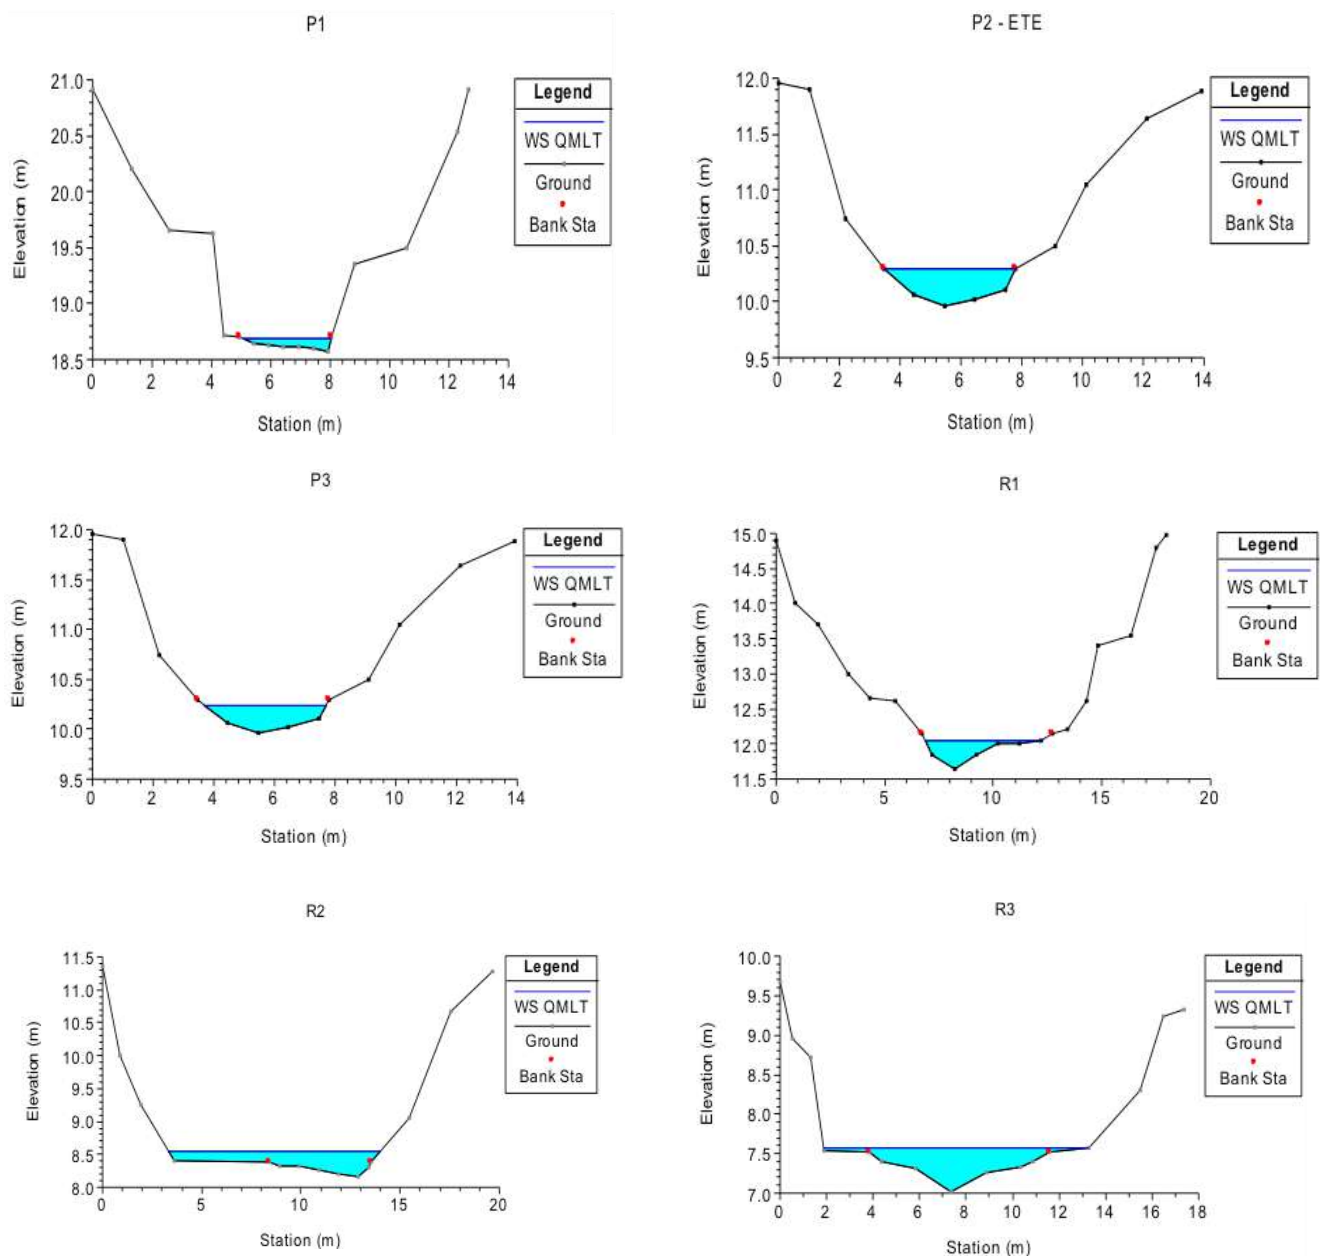 P1
21.0
20.5
20.0
19.5
19.0
18.5
Elevation (m)
0 2 4 6 8 10 12 14
Station (m)
Legend
WS QMLT
Ground
Bank Sta
P2 - ETE
12.0
11.5
11.0
10.5
10.0
9.5
Elevation (m)
0 2 4 6 8 10 12 14
Station (m)
Legend
WS QMLT
Ground
Bank Sta
P3
12.0
11.5
11.0
10.5
10.0
9.5
Elevation (m)
0 2 4 6 8 10 12 14
Station (m)
Legend
WS QMLT
Ground
Bank Sta
R1
15.0
14.5
14.0
13.5
13.0
12.5
12.0
11.5
Elevation (m)
0 5 10 15 20
Station (m)
Legend
WS QMLT
Ground
Bank Sta
R2
11.5
11.0
10.5
10.0
9.5
9.0
8.5
8.0
Elevation (m)
0 5 10 15 20
Station (m)
Legend
WS QMLT
Ground
Bank Sta
R3
10.0
9.5
9.0
8.5
8.0
7.5
7.0
Elevation (m)
0 2 4 6 8 10 12 14 16 18
Station (m)
Legend
WS QMLT
Ground
Bank Sta